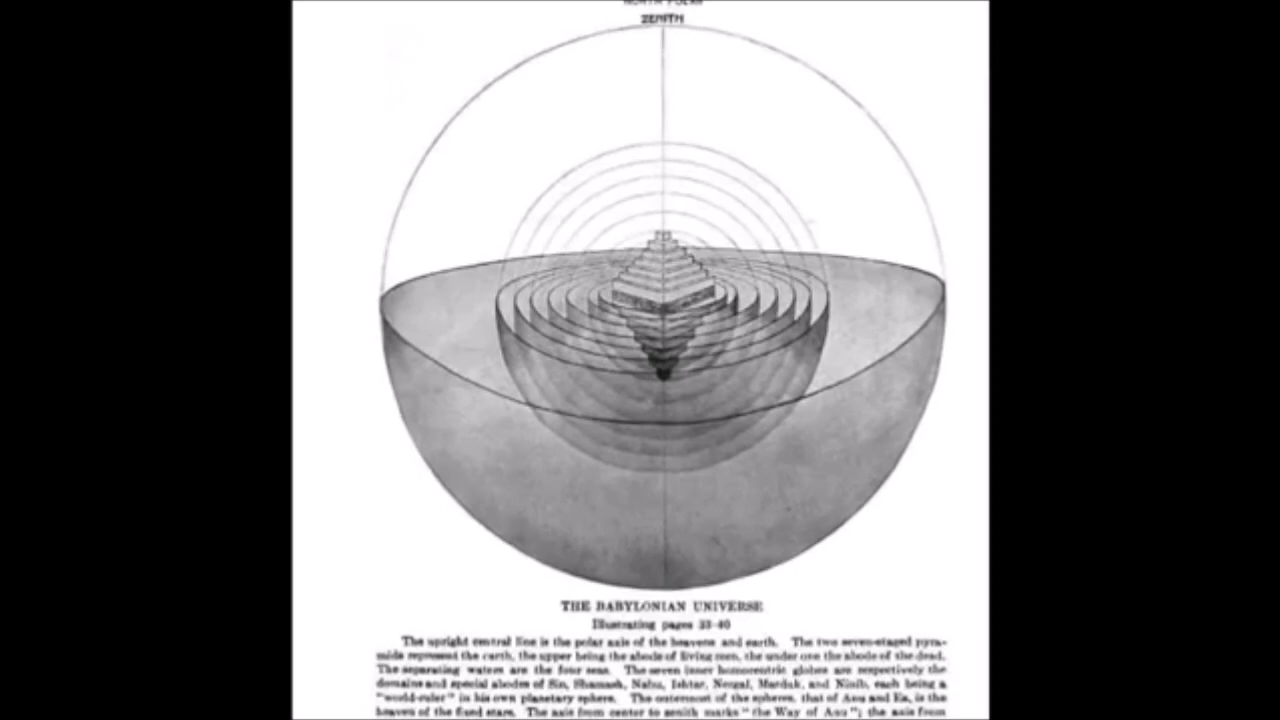 NORTH POLAR
ZENITH
THE BABYLONIAN UNIVERSE
Illustrating pages 33-40
The upright central line is the polar axis of the heavens and earth. The two seven-staged pyra-
mids represent the earth, the upper being the abode of living men, the under one the abode of the dead.
The separating waters are the four seas. The seven inner homocentric globes are respectively the
domains and special abodes of Sin, Shamash, Nabu, Ishtar, Nergal, Marduk, and Ninib, each being a
"world-ruler" in his own planetary sphere. The outermost of the spheres, that of Anu and Ea, is the
heaven of the fixed stars. The axis from center to zenith marks "the Way of Anu"; the axis from